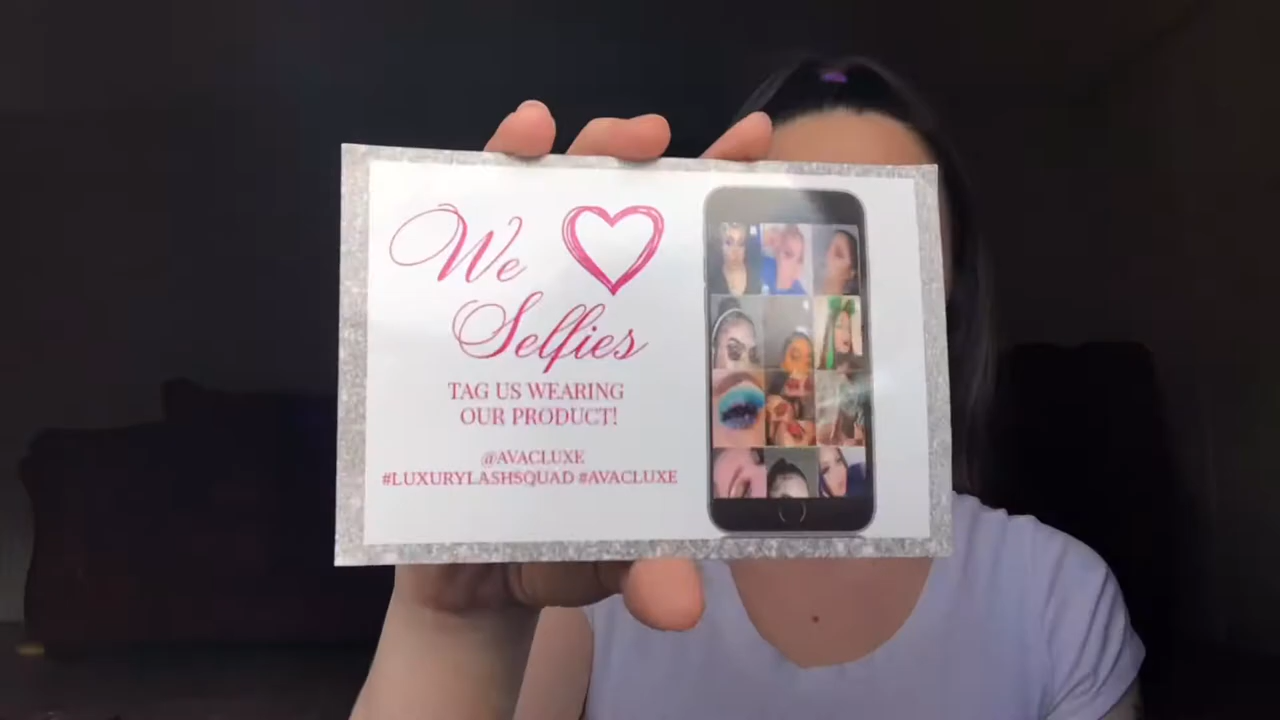 We
Selfies
TAG US WEARING
OUR PRODUCT!
@AVACLUXE
#LUXURYLASHSQUAD #AVACLUXE